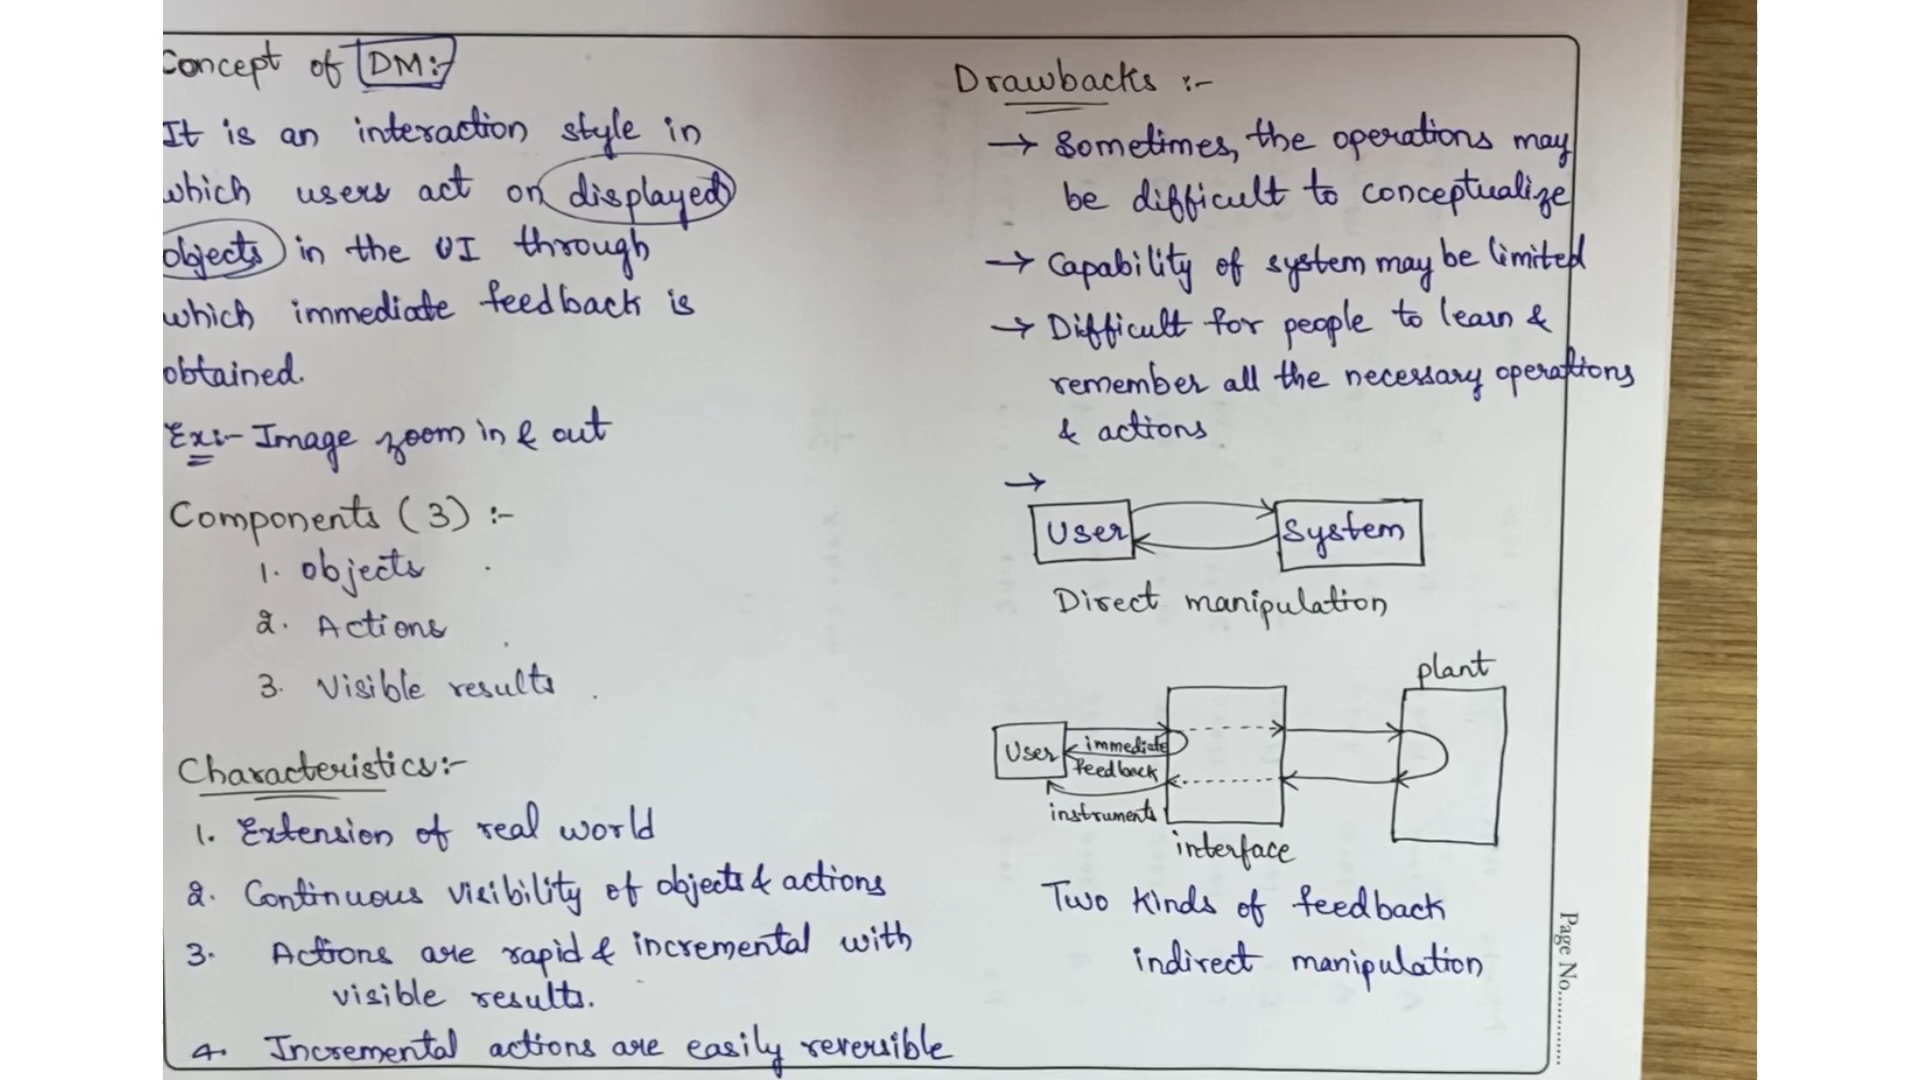 Concept of DM:-
It is an interaction style in
which users act on displayed
objects in the UI through
which immediate feedback is
obtained.
Ex:- Image zoom in & out
Components (3) :-
1. Objects
2. Actions
3. Visible results
Characteristics:-
1. Extension of real world
2. Continuous visibility of objects & actions
3. Actions are rapid & incremental with
visible results.
4. Incremental actions are easily reversible
Drawbacks :-
→ Sometimes, the operations may
be difficult to conceptualize
→ Capability of system may be limited
→ Difficult for people to learn &
remember all the necessary operations
& actions
→
User System
Direct manipulation
plant
User immediate
feedback
instruments
interface
Two kinds of feedback
indirect manipulation
Page No..............